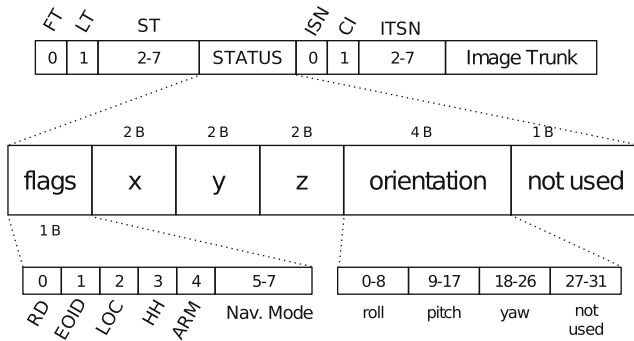 FT LT ST ISN CI ITSN
0 1 2-7 STATUS 0 1 2-7 Image Trunk
2 B 2 B 2 B 4 B 1 B
flags x y z orientation not used
1 B
0 1 2 3 4 5-7 0-8 9-17 18-26 27-31
RD EOID LOC HH ARM Nav. Mode roll pitch yaw not
used